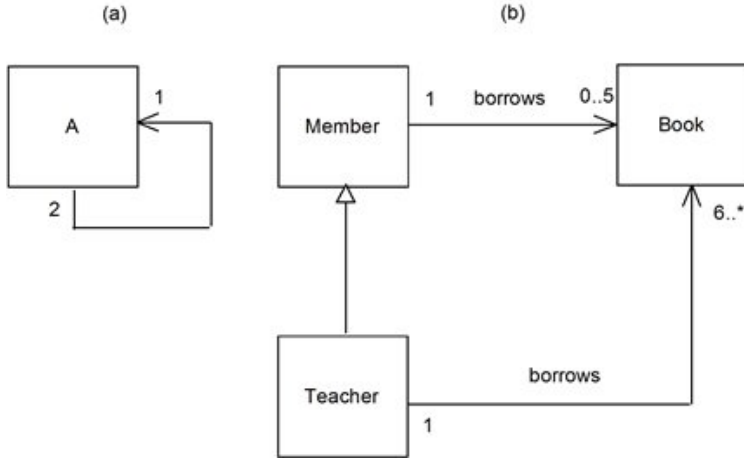 (a)
(b)
A
1
2
Member
1
borrows
0..5
Book
6..*
Teacher
1
borrows